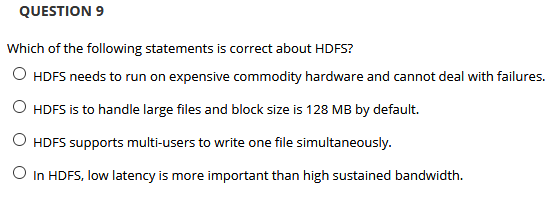 QUESTION 9
Which of the following statements is correct about HDFS?
HDFS needs to run on expensive commodity hardware and cannot deal with failures.
HDFS is to handle large files and block size is 128 MB by default.
HDFS supports multi-users to write one file simultaneously.
In HDFS, low latency is more important than high sustained bandwidth.